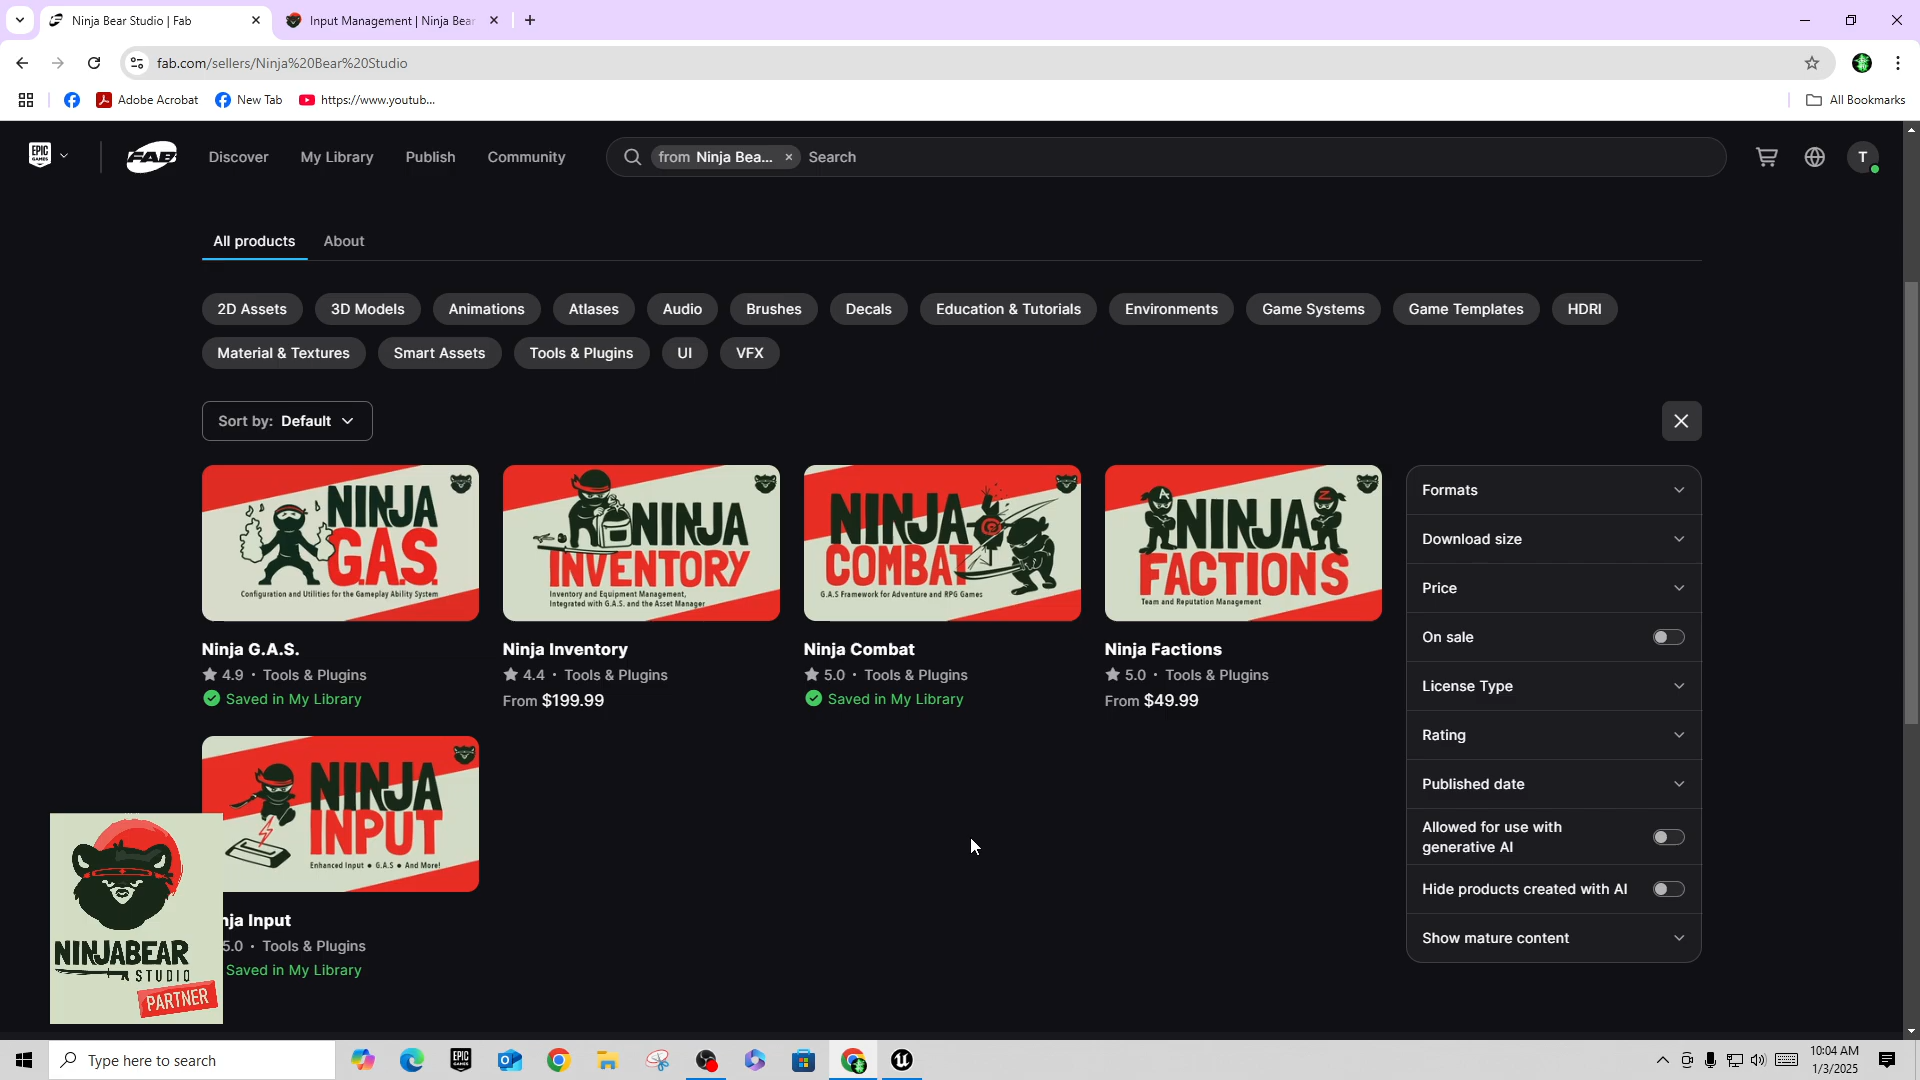 Ninja Bear Studio | Fab
Input Management | Ninja Bear
fab.com/sellers/Ninja%20Bear%20Studio
Adobe Acrobat
New Tab
https://www.youtub...
All Bookmarks
EPIC GAMES
FAB
Discover
My Library
Publish
Community
from Ninja Bea... ×
Search
T
All products
About
2D Assets
3D Models
Animations
Atlases
Audio
Brushes
Decals
Education & Tutorials
Environments
Game Systems
Game Templates
HDRI
Material & Textures
Smart Assets
Tools & Plugins
UI
VFX
Sort by: Default
NINJA
G.A.S.
Configuration and Utilities for the Gameplay Ability System
NINJA
INVENTORY
Inventory and Equipment Management,
Integrated with G.A.S. and the Asset Manager
NINJA
COMBAT
G.A.S Framework for Adventure and RPG Games
A
Z
NINJA
FACTIONS
Team and Reputation Management
Ninja G.A.S.
4.9 • Tools & Plugins
Saved in My Library
Ninja Inventory
4.4 • Tools & Plugins
From $199.99
Ninja Combat
5.0 • Tools & Plugins
Saved in My Library
Ninja Factions
5.0 • Tools & Plugins
From $49.99
NINJA
INPUT
Enhanced Input • G.A.S • And More!
nja Input
5.0 • Tools & Plugins
Saved in My Library
Formats
Download size
Price
On sale
License Type
Rating
Published date
Allowed for use with
generative AI
Hide products created with AI
Show mature content
NINJABEAR
STUDIO
PARTNER
Type here to search
EPIC GAMES
10:04 AM
1/3/2025